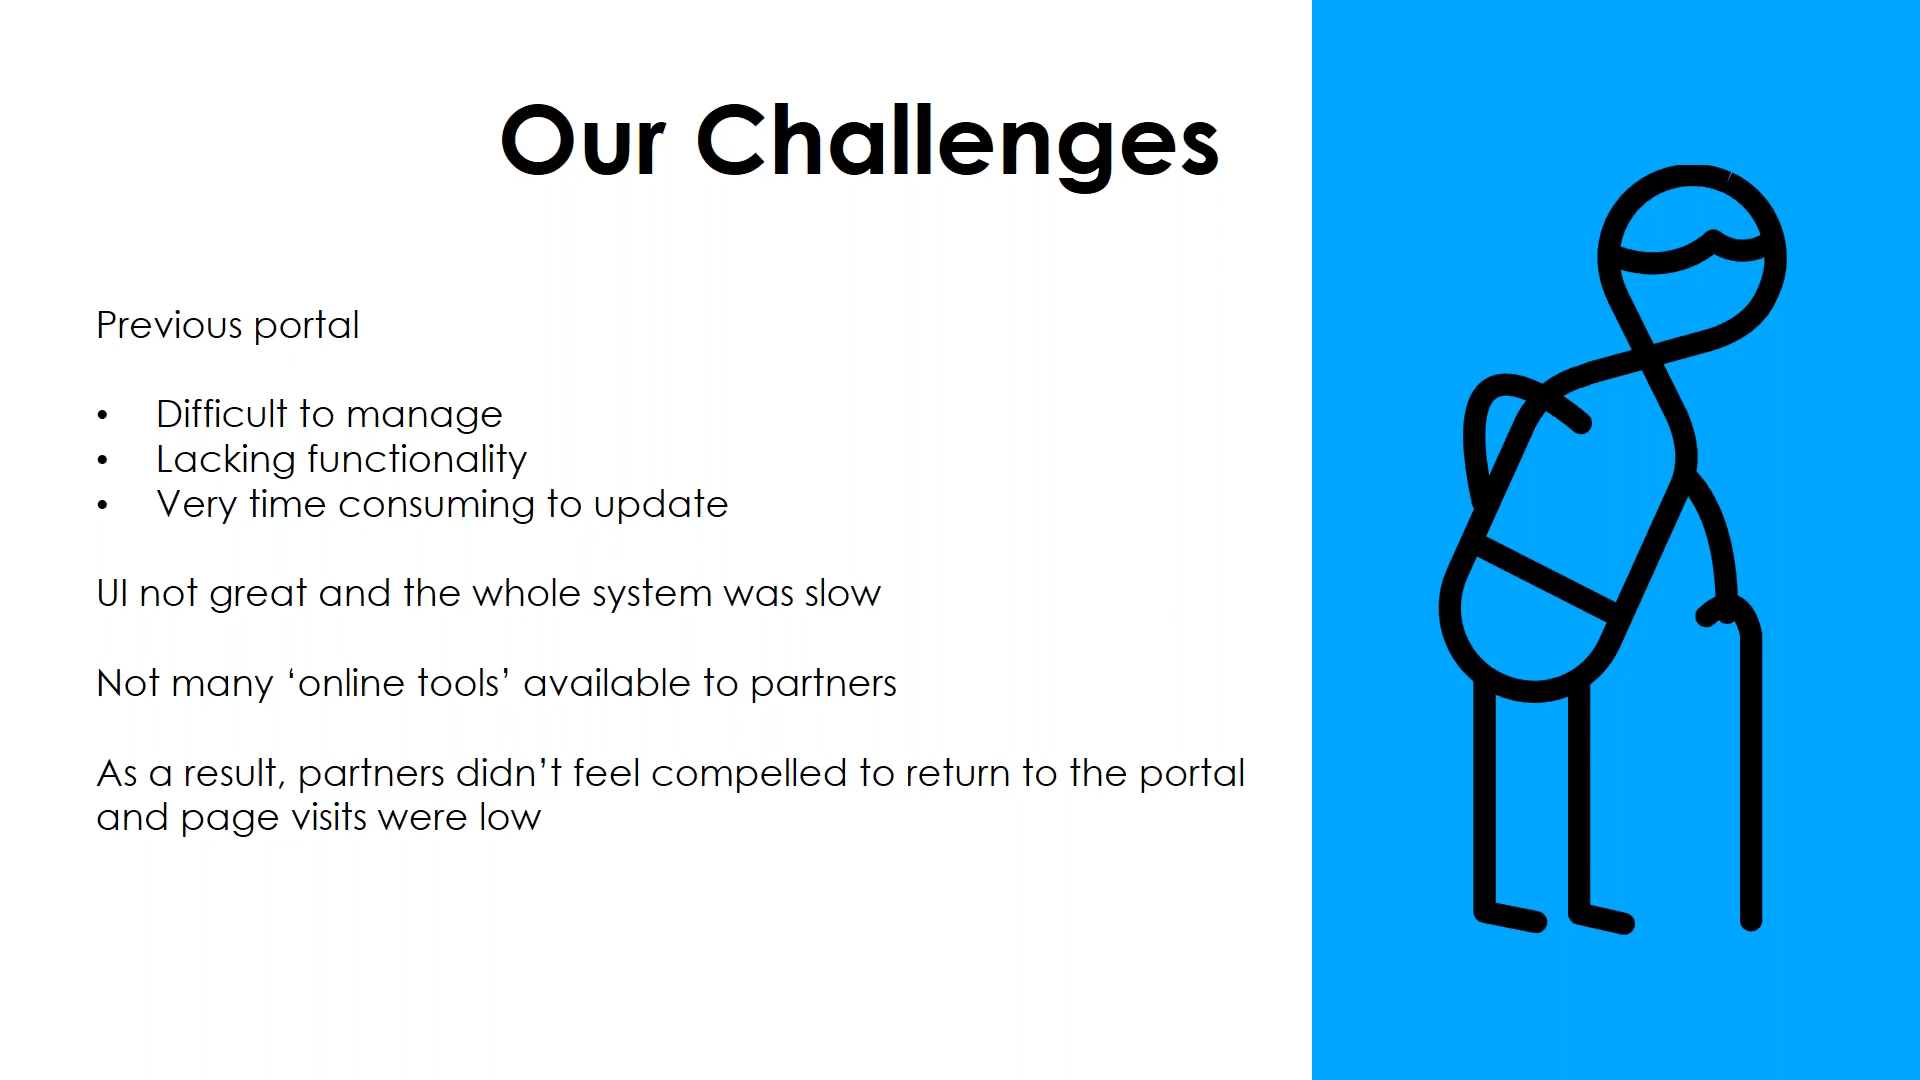 Our Challenges
Previous portal
• Difficult to manage
• Lacking functionality
• Very time consuming to update
UI not great and the whole system was slow
Not many ‘online tools’ available to partners
As a result, partners didn’t feel compelled to return to the portal
and page visits were low